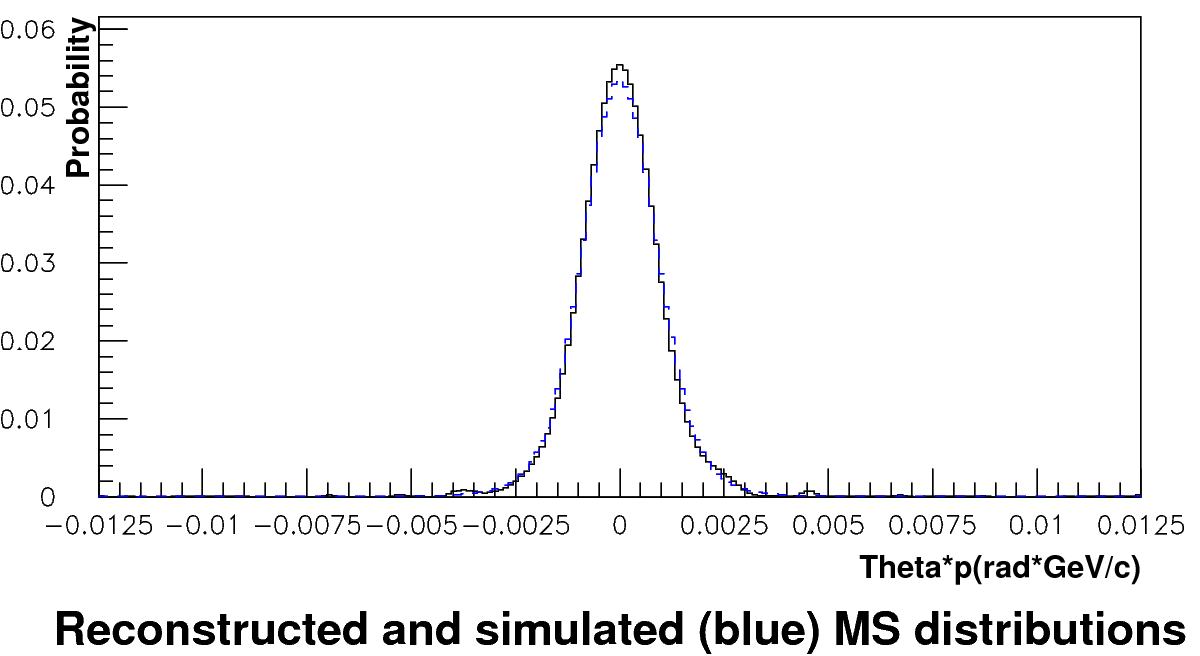 Probability
0.06
0.05
0.04
0.03
0.02
0.01
0
−0.0125 −0.01 −0.0075 −0.005 −0.0025 0 0.0025 0.005 0.0075 0.01 0.0125
Theta*p(rad*GeV/c)
Reconstructed and simulated (blue) MS distributions